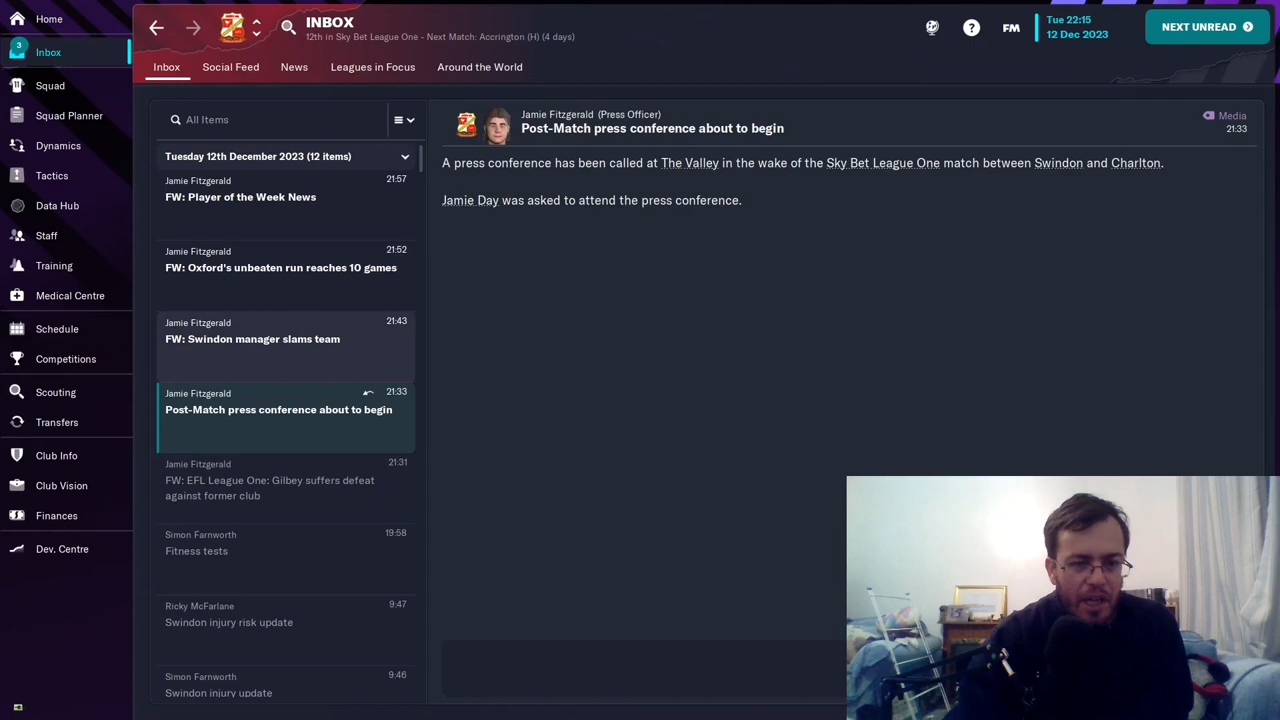 Home
3
Inbox
Squad
Squad Planner
Dynamics
Tactics
Data Hub
Staff
Training
Medical Centre
Schedule
Competitions
Scouting
Transfers
Club Info
Club Vision
Finances
Dev. Centre
INBOX
12th in Sky Bet League One - Next Match: Accrington (H) (4 days)
?
FM
Tue 22:15
12 Dec 2023
NEXT UNREAD
Inbox
Social Feed
News
Leagues in Focus
Around the World
All Items
Tuesday 12th December 2023 (12 items)
Jamie Fitzgerald 21:57
FW: Player of the Week News
Jamie Fitzgerald 21:52
FW: Oxford's unbeaten run reaches 10 games
Jamie Fitzgerald 21:43
FW: Swindon manager slams team
Jamie Fitzgerald 21:33
Post-Match press conference about to begin
Jamie Fitzgerald 21:31
FW: EFL League One: Gilbey suffers defeat
against former club
Simon Farnworth 19:58
Fitness tests
Ricky McFarlane 9:47
Swindon injury risk update
Simon Farnworth 9:46
Swindon injury update
Jamie Fitzgerald (Press Officer)
Post-Match press conference about to begin
Media
21:33
A press conference has been called at The Valley in the wake of the Sky Bet League One match between Swindon and Charlton.
Jamie Day was asked to attend the press conference.